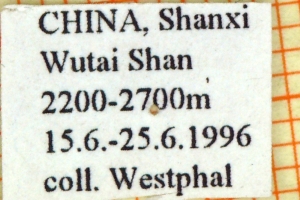 CHINA, Shanxi
Wutai Shan
2200-2700m
15.6.-25.6.1996
coll. Westphal